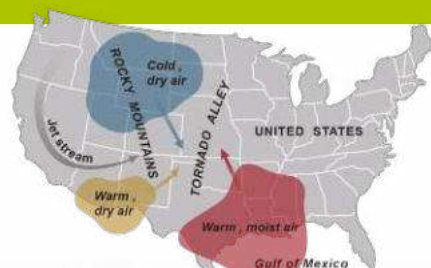 Cold ,
dry air
ROCKY MOUNTAINS
TORNADO ALLEY
UNITED STATES
Jet stream
Warm ,
dry air
Warm , moist air
Gulf of Mexico